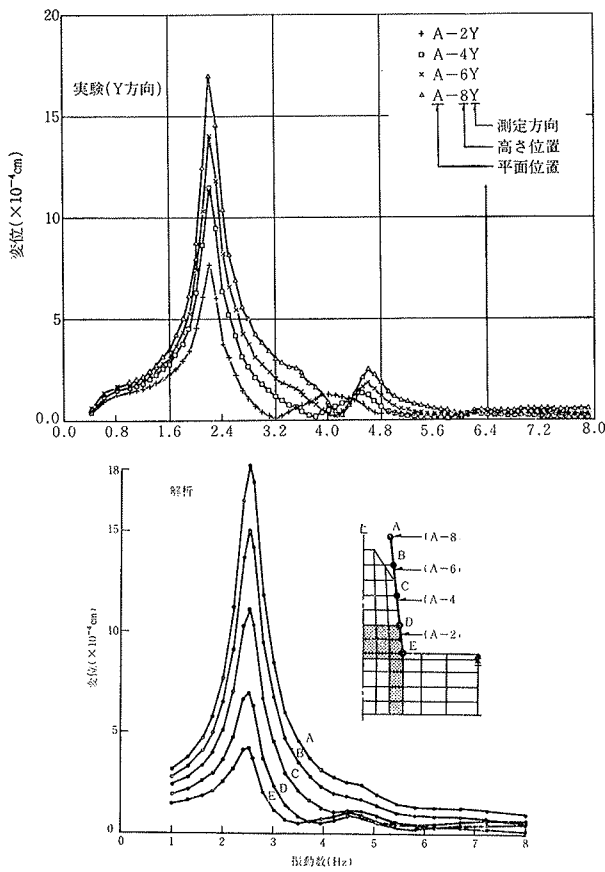 20
15
10
5
0.0
変位(×10⁻⁴cm)
実験(Y方向)
+ A−2Y
□ A−4Y
× A−6Y
△ A−8Y
測定方向
高さ位置
平面位置
0.0 0.8 1.6 2.4 3.2 4.0 4.8 5.6 6.4 7.2 8.0
18
15
10
5
0
変位(×10⁻⁴cm)
解析
A
B
C
D
E
A
(A−8
B
(A−6)
C
(A−4
D
(A−2)
E
0 1 2 3 4 5 6 7 8
振動数(Hz)